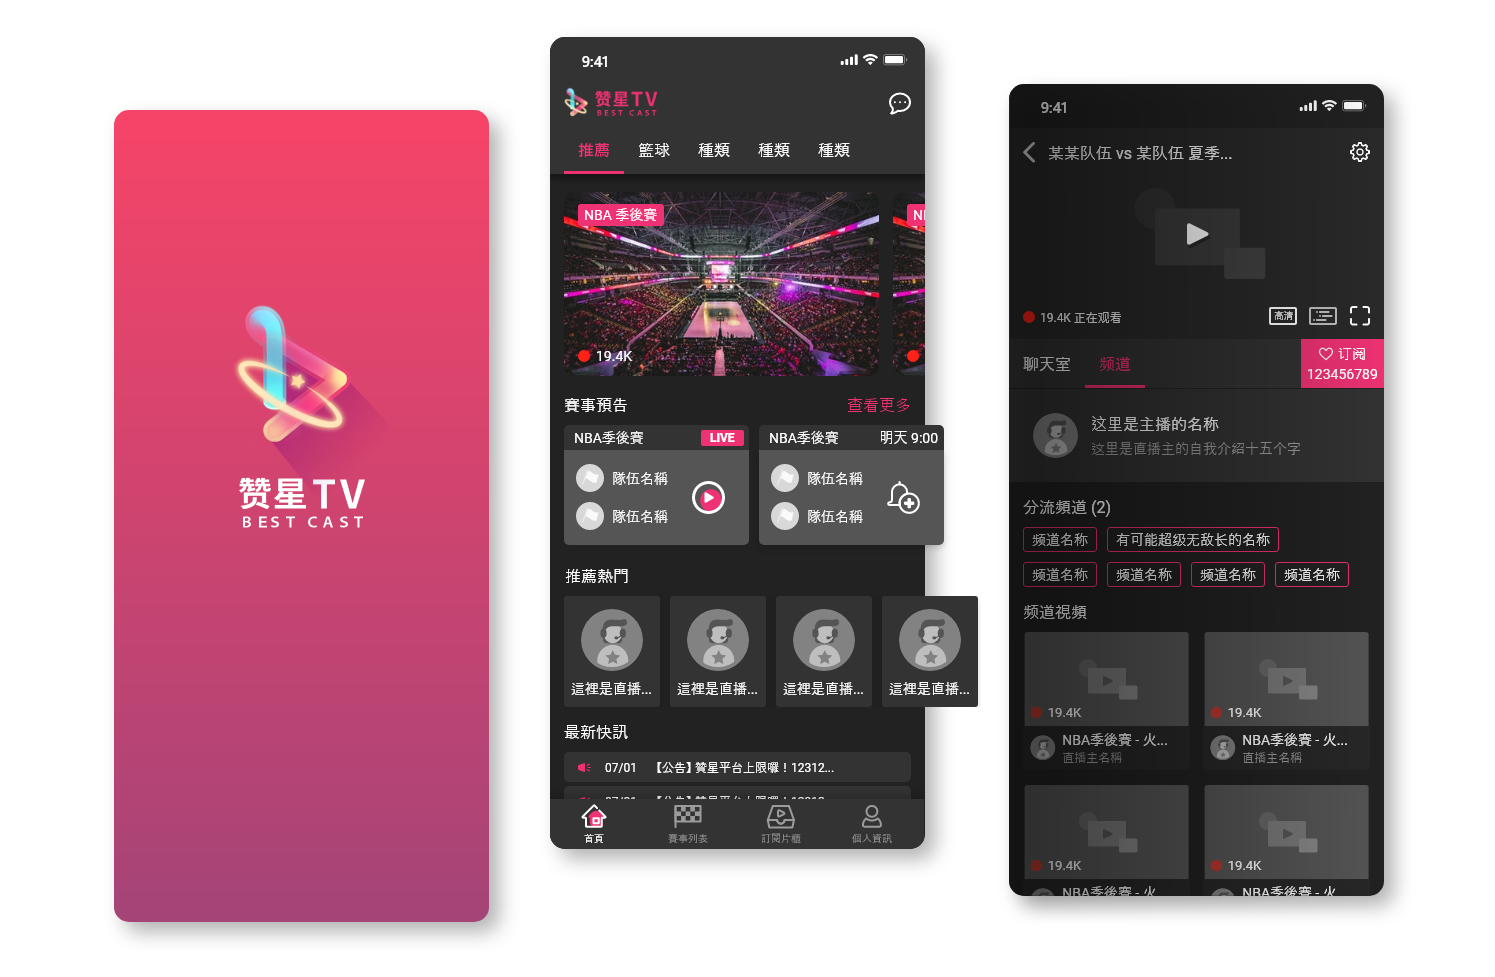 赞星TV
BEST CAST
9:41
赞星TV
BEST CAST
推薦 籃球 種類 種類 種類
NBA 季後賽
19.4K
賽事預告 查看更多
NBA季後賽 LIVE
隊伍名稱
隊伍名稱
NBA季後賽 明天 9:00
隊伍名稱
隊伍名稱
推薦熱門
這裡是直播... 這裡是直播... 這裡是直播... 這裡是直播...
最新快訊
07/01 【公告】贊星平台上限囉！12312...
首頁 賽事列表 訂閱片櫃 個人資訊
9:41
某某队伍 vs 某队伍 夏季...
19.4K 正在观看 高清
聊天室 频道 订阅
123456789
这里是主播的名称
这里是直播主的自我介紹十五个字
分流頻道 (2)
频道名称 有可能超级无敌长的名称
频道名称 频道名称 频道名称 频道名称
频道視頻
19.4K 19.4K
NBA季後賽 - 火... NBA季後賽 - 火...
直播主名稱 直播主名稱
19.4K 19.4K
NBA季後賽 - 火... NBA季後賽 - 火...